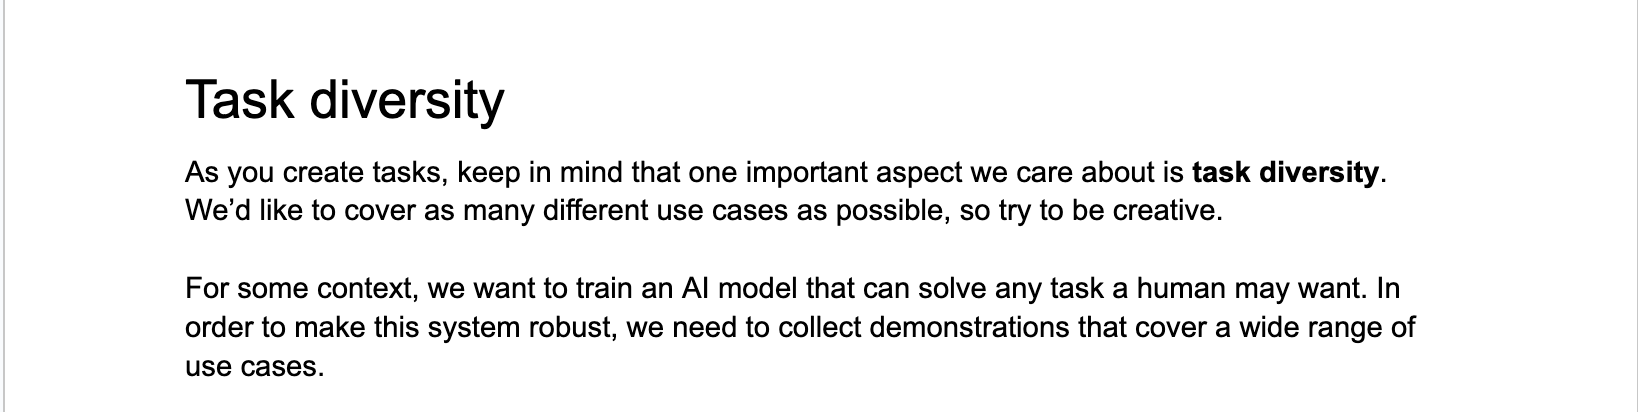 Task diversity
As you create tasks, keep in mind that one important aspect we care about is task diversity.
We’d like to cover as many different use cases as possible, so try to be creative.
For some context, we want to train an AI model that can solve any task a human may want. In
order to make this system robust, we need to collect demonstrations that cover a wide range of
use cases.